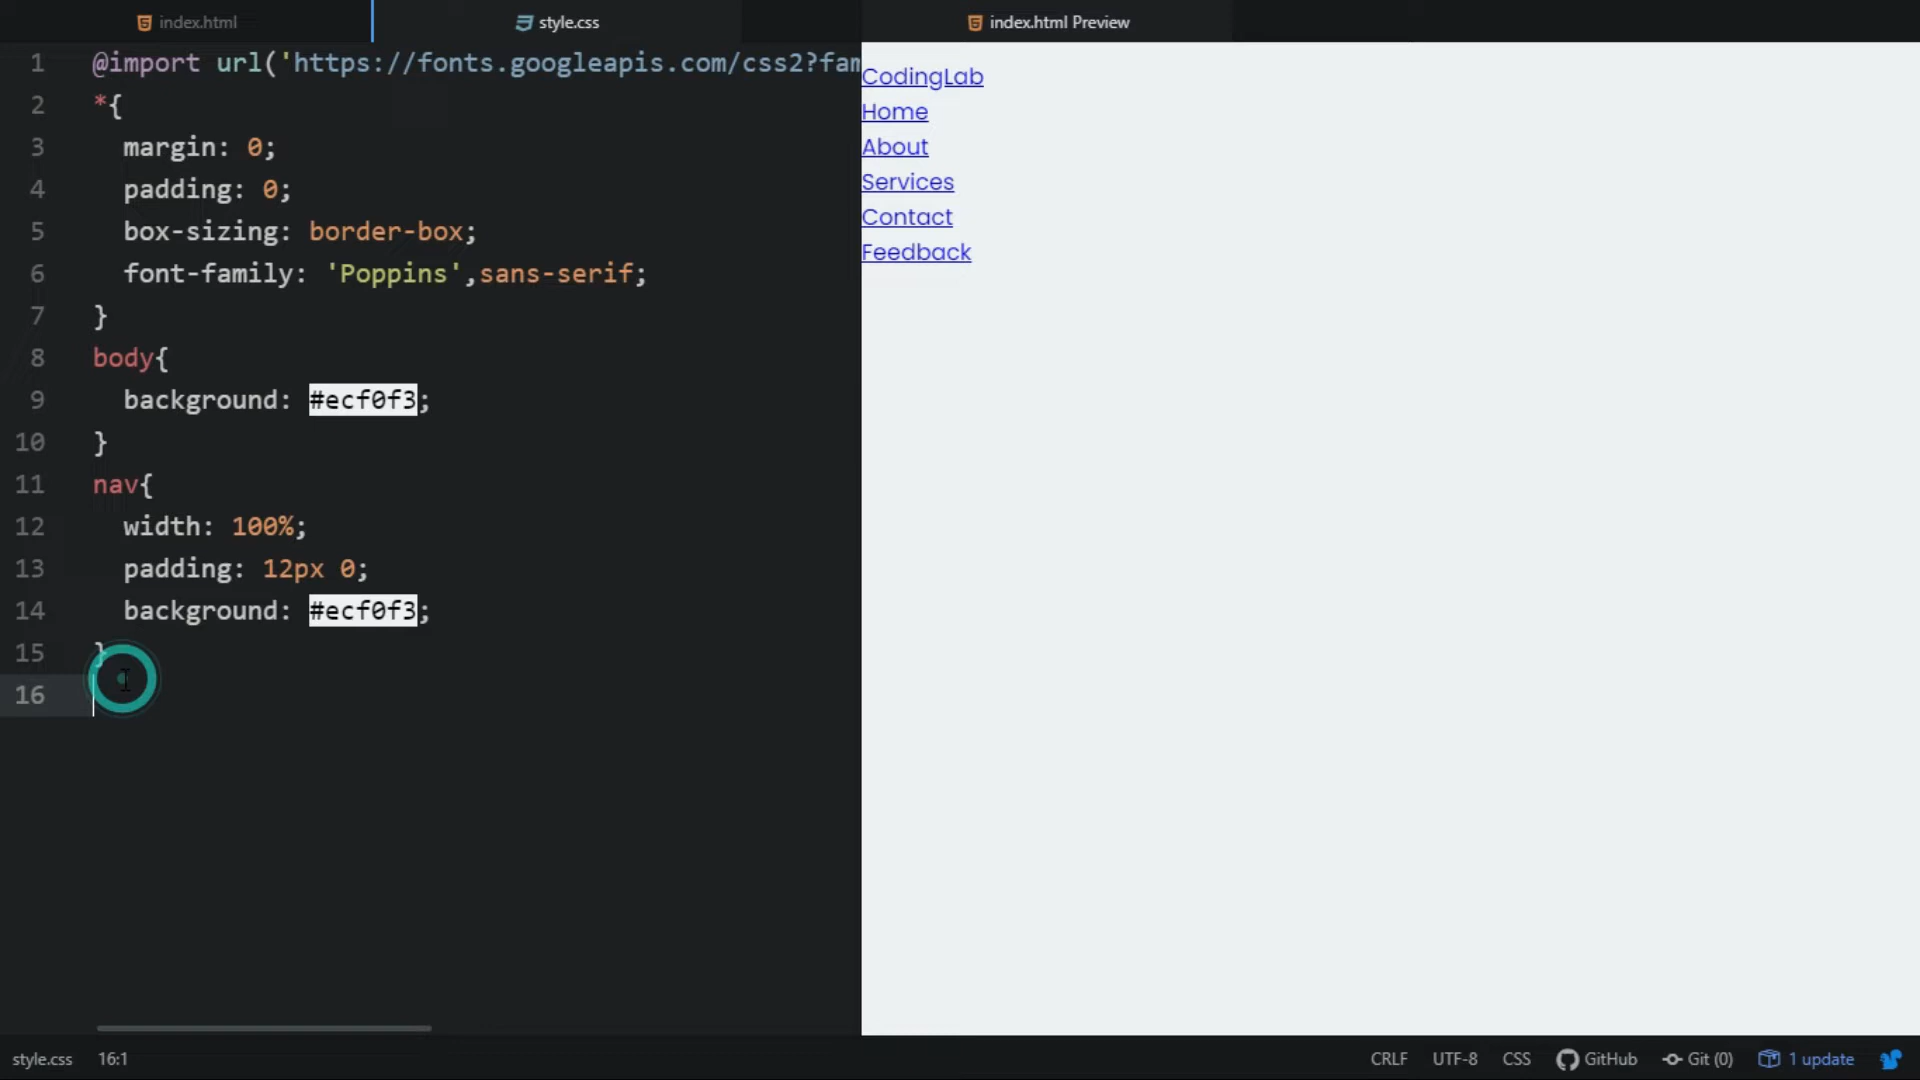 index.html
style.css
index.html Preview
1 @import url('https://fonts.googleapis.com/css2?fam
2 *{
3 margin: 0;
4 padding: 0;
5 box-sizing: border-box;
6 font-family: 'Poppins',sans-serif;
7 }
8 body{
9 background: #ecf0f3;
10 }
11 nav{
12 width: 100%;
13 padding: 12px 0;
14 background: #ecf0f3;
15 }
16
CodingLab
Home
About
Services
Contact
Feedback
style.css 16:1 CRLF UTF-8 CSS GitHub Git (0) 1 update